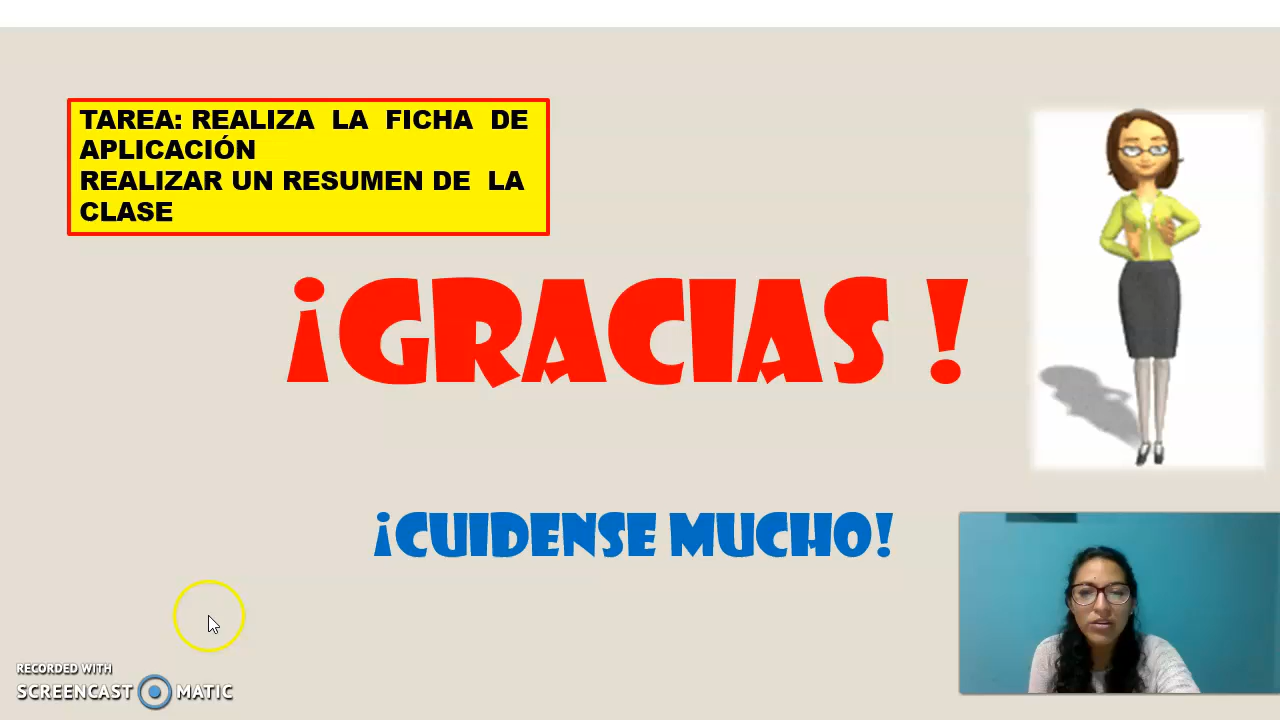 TAREA: REALIZA LA FICHA DE
APLICACIÓN
REALIZAR UN RESUMEN DE LA
CLASE
¡GRACIAS !
¡CUIDENSE MUCHO!
RECORDED WITH
SCREENCAST MATIC